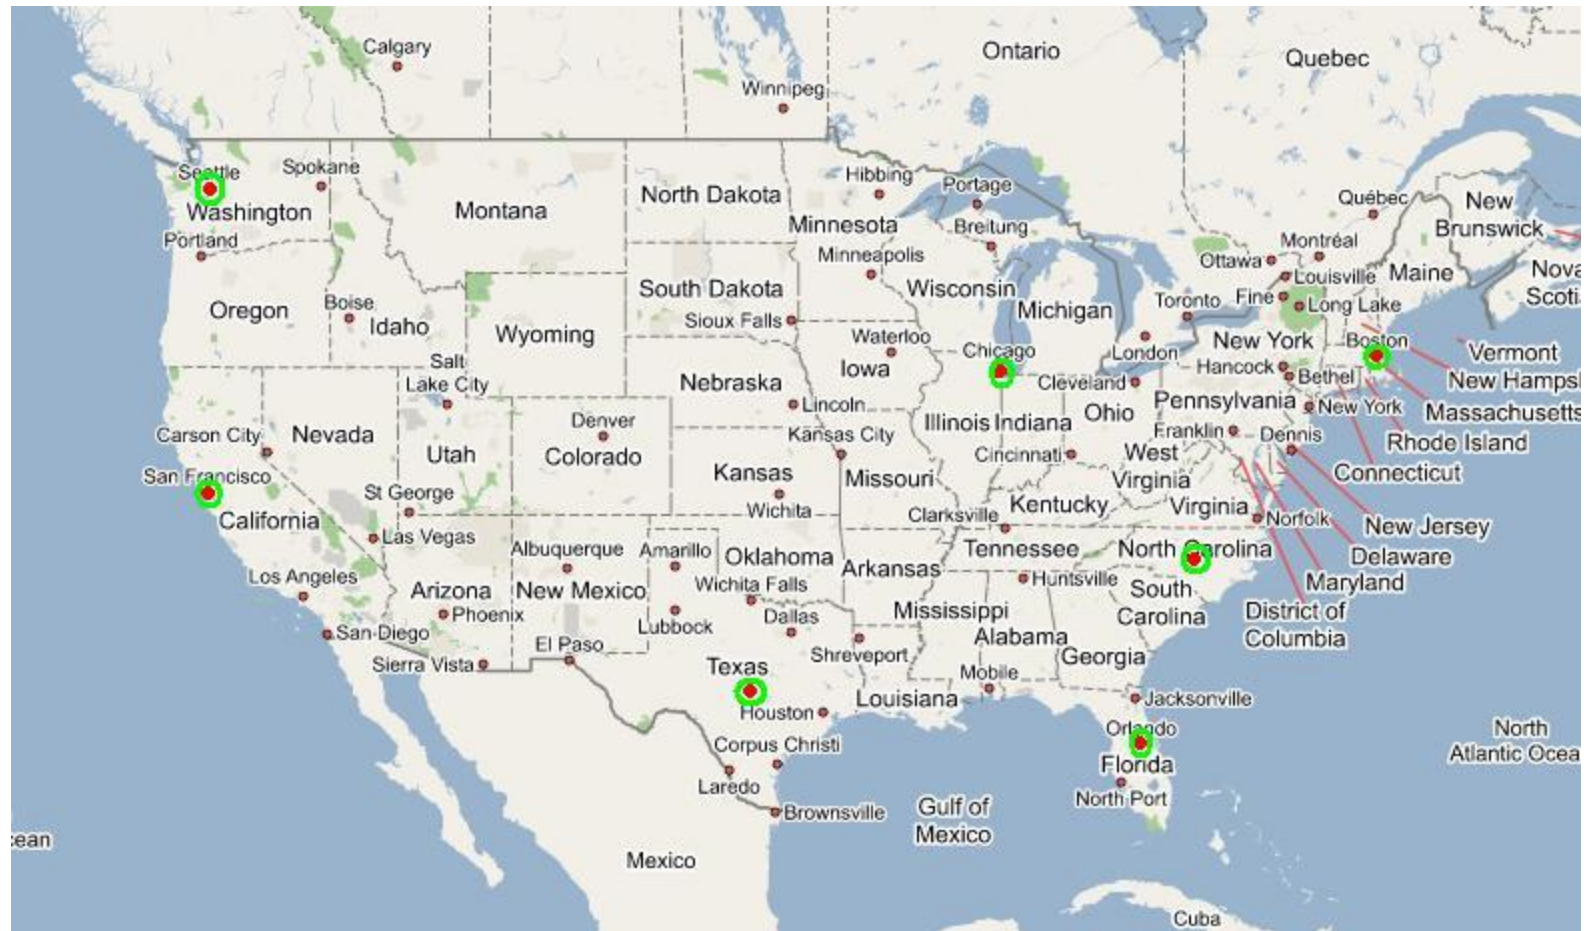 Calgary
Ontario
Quebec
Winnipeg
Seattle
Spokane
Hibbing
Portage
North Dakota
Montana
Washington
Minnesota
Breitung
Québec
New
Brunswick
Portland
Minneapolis
Montréal
Ottawa
Louisville
Maine
Nova
Scoti
South Dakota
Wisconsin
Michigan
Toronto
Fine
Long Lake
Oregon
Boise
Idaho
Wyoming
Sioux Falls
Waterloo
Chicago
London
New York
Boston
Vermont
Salt
Lake City
Iowa
Hancock
Bethel
New Hampsl
Nebraska
Cleveland
Lincoln
Pennsylvania
New York
Massachusetts
Carson City
Nevada
Denver
Kansas City
Illinois
Indiana
Ohio
Franklin
Dennis
Rhode Island
Utah
Colorado
Cincinnati
West
Virginia
Connecticut
San Francisco
Kansas
Missouri
St George
Wichita
Kentucky
Virginia
California
Clarksville
Norfolk
New Jersey
Las Vegas
Albuquerque
Amarillo
Oklahoma
Tennessee
North Carolina
Delaware
Los Angeles
Arizona
New Mexico
Wichita Falls
Arkansas
Huntsville
South
Carolina
Maryland
Phoenix
Lubbock
Dallas
Mississippi
District of
Columbia
San Diego
El Paso
Alabama
Sierra Vista
Texas
Shreveport
Georgia
Mobile
Houston
Louisiana
Jacksonville
Corpus Christi
Orlando
North
Atlantic Ocea
Laredo
Florida
North Port
Brownsville
Gulf of
Mexico
cean
Mexico
Cuba